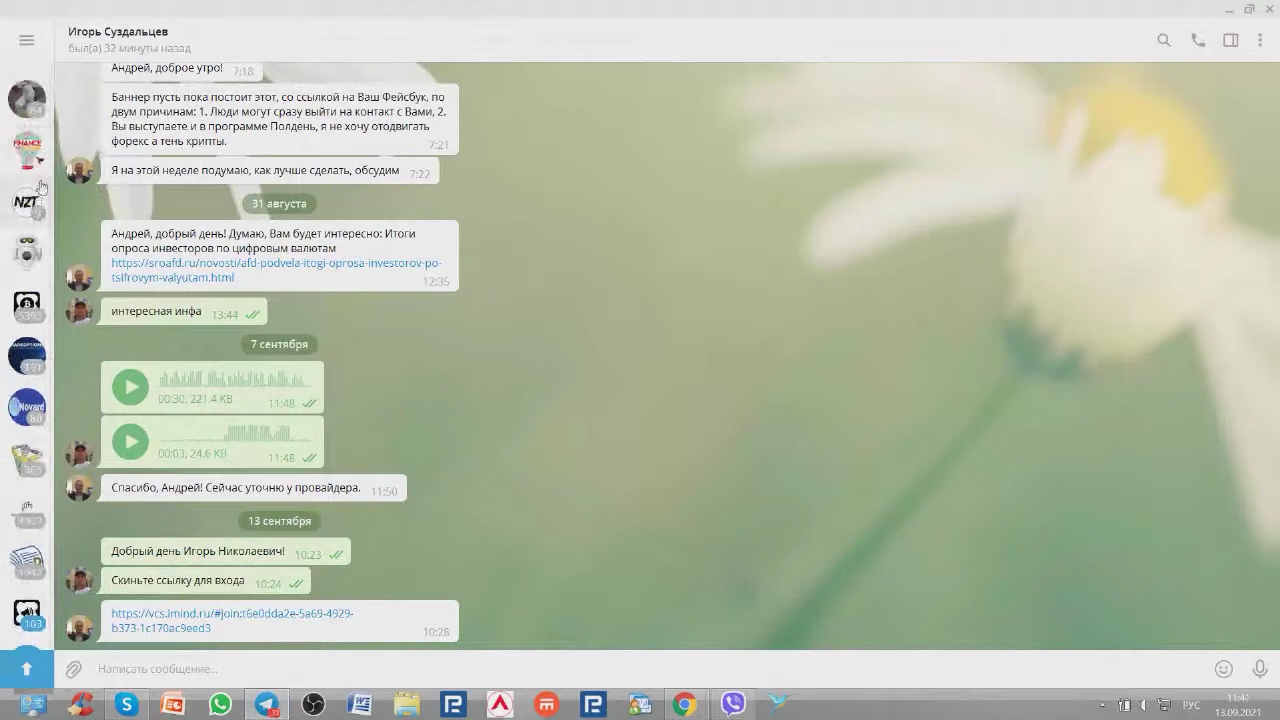 Игорь Суздальцев
был(а) 32 минуты назад
Андрей, доброе утро! 7:18
Баннер пусть пока постоит этот, со ссылкой на Ваш Фейсбук, по
двум причинам: 1. Люди могут сразу выйти на контакт с Вами, 2.
Вы выступаете и в программе Полдень, я не хочу отодвигать
форекс а тень крипты. 7:21
Я на этой неделе подумаю, как лучше сделать, обсудим 7:22
31 августа
Андрей, добрый день! Думаю, Вам будет интересно: Итоги
опроса инвесторов по цифровым валютам
https://sroafd.ru/novosti/afd-podvela-itogi-oprosa-investorov-po-
tsifrovym-valyutam.html 12:35
интересная инфа 13:44
7 сентября
00:30, 221.4 KB 11:48
00:03, 24.6 KB 11:48
Спасибо, Андрей! Сейчас уточню у провайдера. 11:50
13 сентября
Добрый день Игорь Николаевич! 10:23
Скиньте ссылку для входа 10:24
https://vcs.imind.ru/#join:t6e0dda2e-5a69-4929-
b373-1c170ac9eed3 10:28
Написать сообщение...
FINANCE
NZT
Novard
103
РУС
13.09.2021